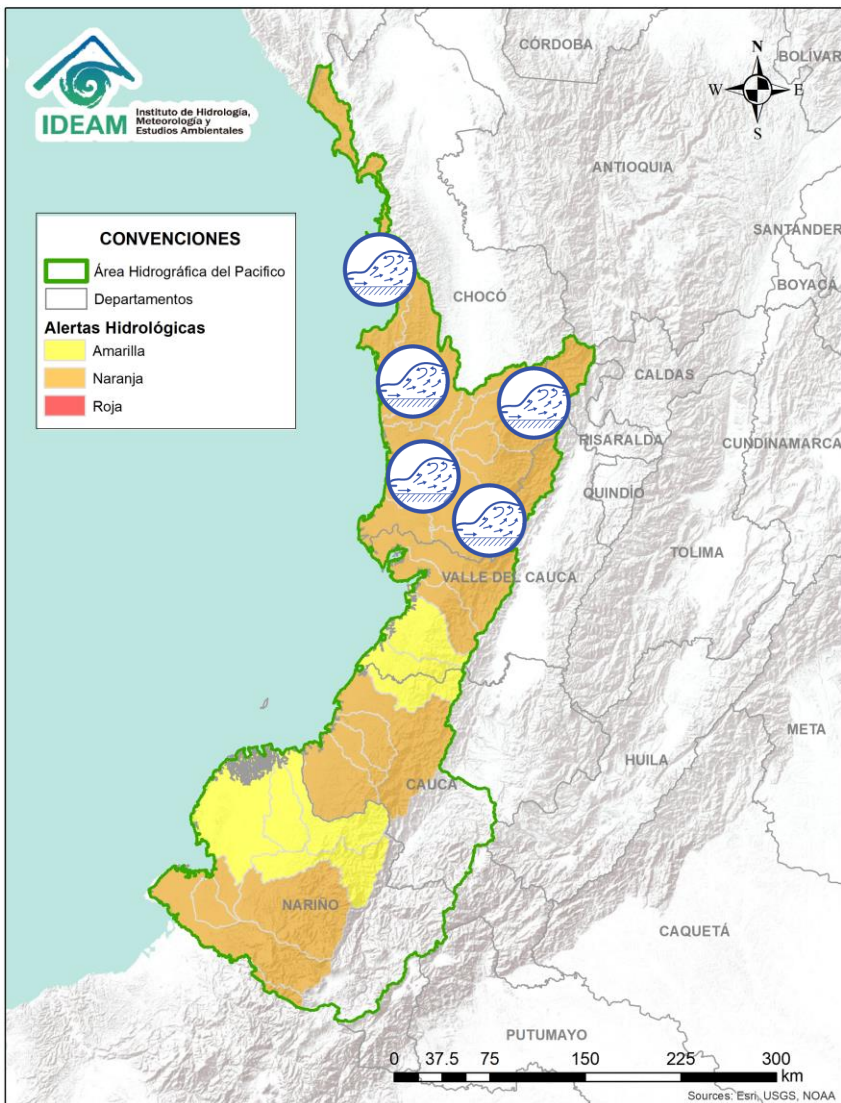 IDEAM
Instituto de Hidrología,
Meteorología y
Estudios Ambientales
CÓRDOBA
BOLÍVAR
N
W
E
S
ANTIOQUIA
SANTANDER
BOYACÁ
CONVENCIONES
Área Hidrográfica del Pacifico
Departamentos
Alertas Hidrológicas
Amarilla
Naranja
Roja
CHOCÓ
CALDAS
RISARALDA
CUNDINAMARCA
QUINDÍO
TOLIMA
VALLE DEL CAUCA
META
HUILA
CAUCA
NARIÑO
CAQUETÁ
PUTUMAYO
0 37.5 75 150 225 300
km
Sources: Esri, USGS, NOAA